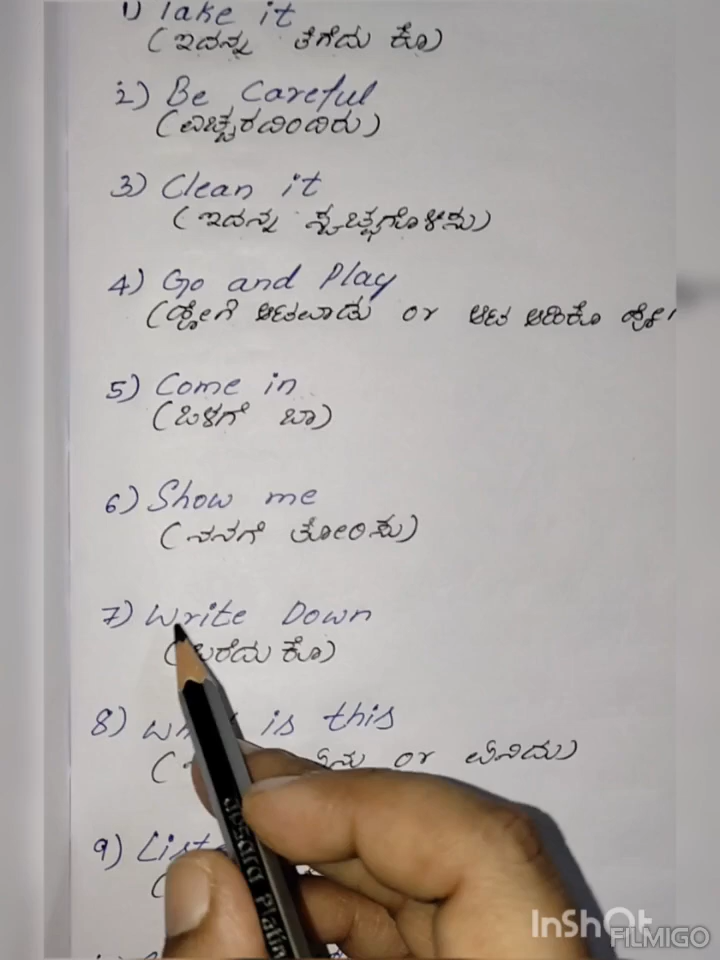 1) Take it
(ಇದನ್ನು ತೆಗೆದು ಕೊ)
2) Be Careful
(ಎಚ್ಚರದಿಂದಿರು)
3) Clean it
(ಇದನ್ನು ಸ್ವಚ್ಛಗೊಳಿಸು)
4) Go and Play
(ಹೋಗಿ ಆಟವಾಡು or ಆಟ ಆಡಿಕೊ
5) Come in
(ಒಳಗೆ ಬಾ)
6) Show me
(ನನಗೆ ತೋರಿಸು)
7) Write Down
(ಬರೆದು ಕೊ)
8) is this
or ಏನಿದು)
9)
Jessara Plati
InShOt
FILMIGO